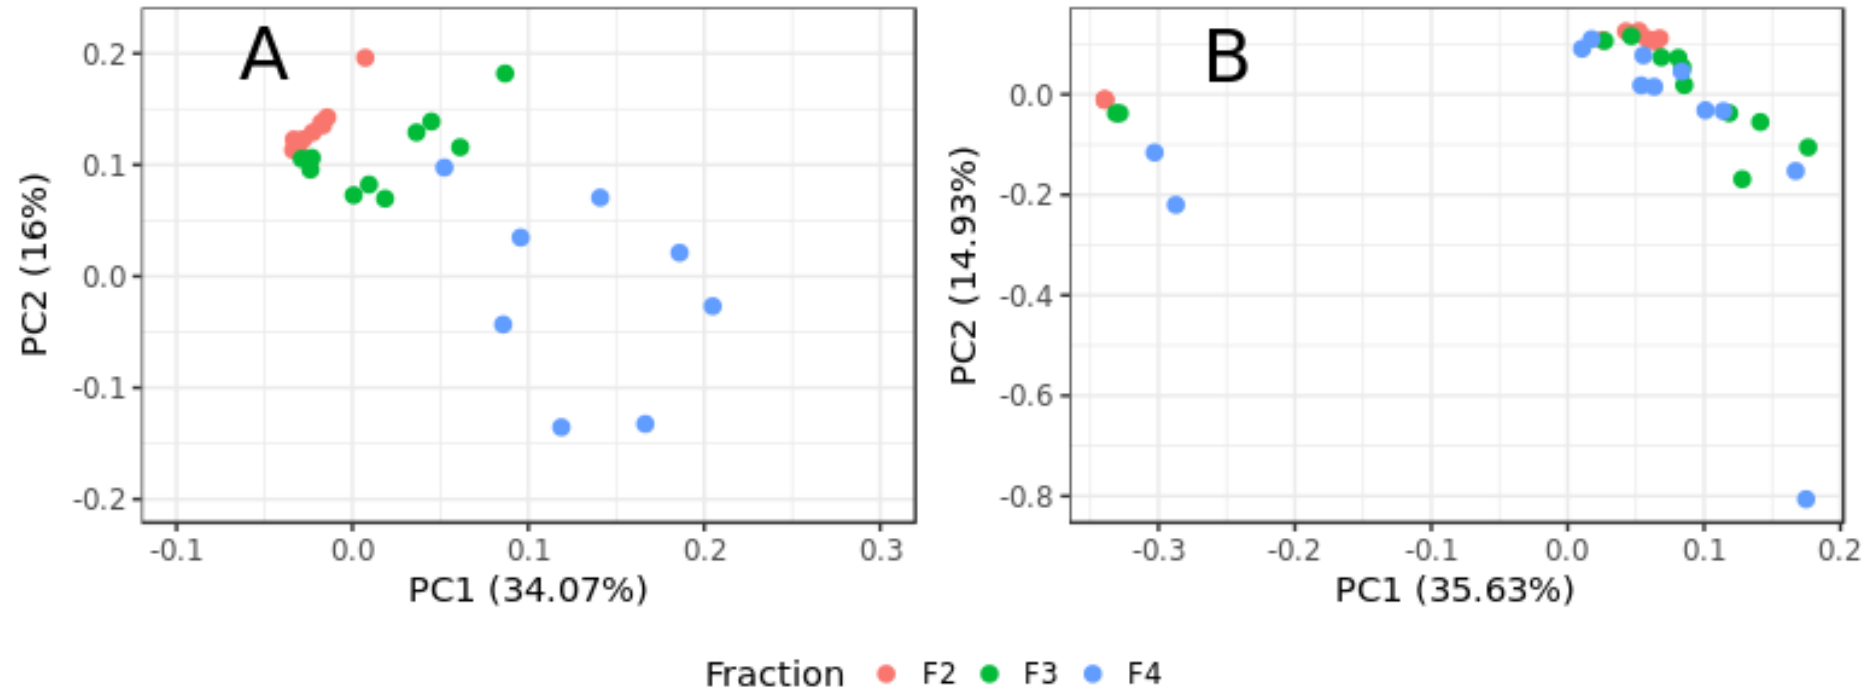 A
0.2
0.1
0.0
-0.1
-0.2
PC2 (16%)
-0.1 0.0 0.1 0.2 0.3
PC1 (34.07%)
B
0.0
-0.2
-0.4
-0.6
-0.8
PC2 (14.93%)
-0.3 -0.2 -0.1 0.0 0.1 0.2
PC1 (35.63%)
Fraction F2 F3 F4